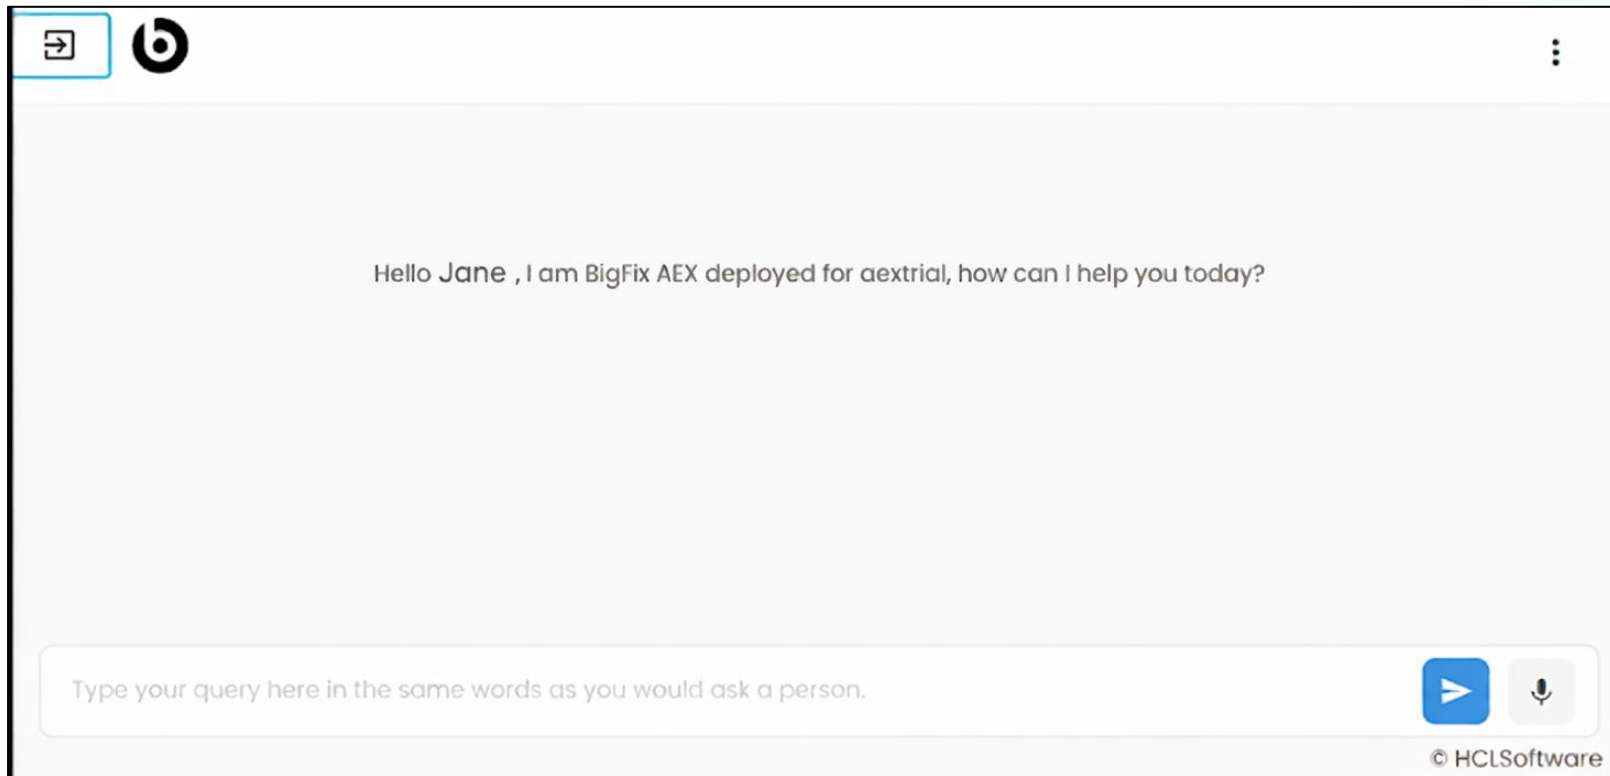 Hello Jane , I am BigFix AEX deployed for aextrial, how can I help you today?
Type your query here in the same words as you would ask a person.
© HCLSoftware